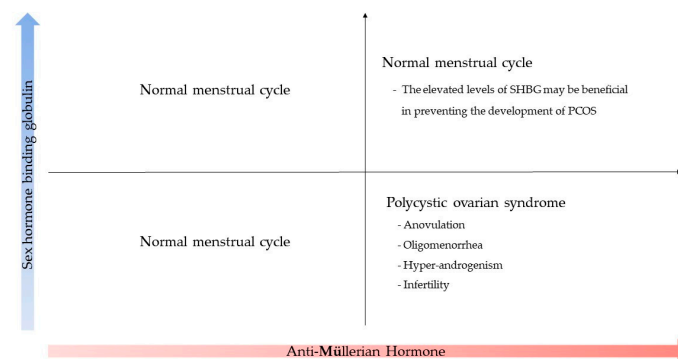 Sex hormone binding globulin
Normal menstrual cycle
Normal menstrual cycle
- The elevated levels of SHBG may be beneficial
in preventing the development of PCOS
Normal menstrual cycle
Polycystic ovarian syndrome
- Anovulation
- Oligomenorrhea
- Hyper-androgenism
- Infertility
Anti-Müllerian Hormone